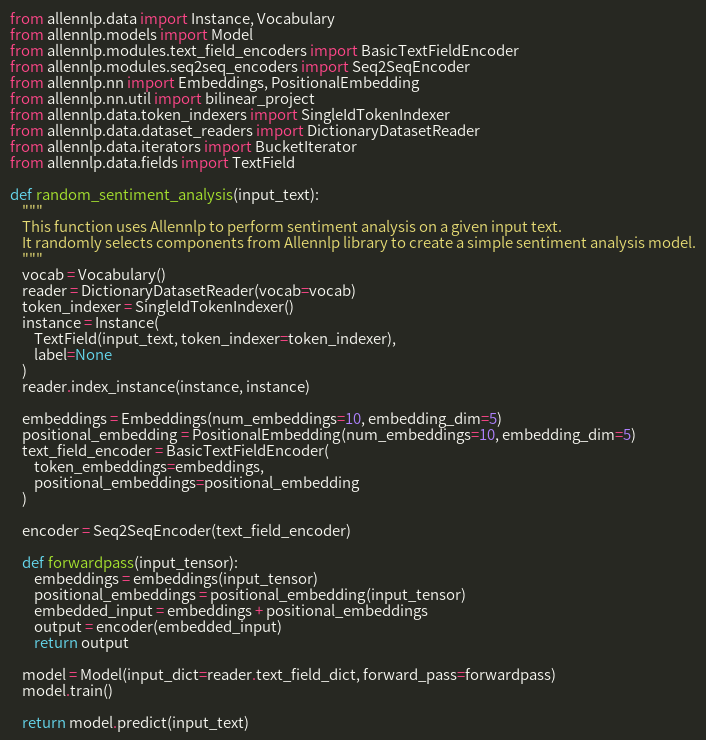 from allennlp.data import Instance, Vocabulary
from allennlp.models import Model
from allennlp.modules.text_field_encoders import BasicTextFieldEncoder
from allennlp.modules.seq2seq_encoders import Seq2SeqEncoder
from allennlp.nn import Embeddings, PositionalEmbedding
from allennlp.nn.util import bilinear_project
from allennlp.data.token_indexers import SingleIdTokenIndexer
from allennlp.data.dataset_readers import DictionaryDatasetReader
from allennlp.data.iterators import BucketIterator
from allennlp.data.fields import TextField

def random_sentiment_analysis(input_text):
    """
    This function uses Allennlp to perform sentiment analysis on a given input text.
    It randomly selects components from Allennlp library to create a simple sentiment analysis model.
    """
    vocab = Vocabulary()
    reader = DictionaryDatasetReader(vocab=vocab)
    token_indexer = SingleIdTokenIndexer()
    instance = Instance(
        TextField(input_text, token_indexer=token_indexer),
        label=None
    )
    reader.index_instance(instance, instance)

    embeddings = Embeddings(num_embeddings=10, embedding_dim=5)
    positional_embedding = PositionalEmbedding(num_embeddings=10, embedding_dim=5)
    text_field_encoder = BasicTextFieldEncoder(
        token_embeddings=embeddings,
        positional_embeddings=positional_embedding
    )

    encoder = Seq2SeqEncoder(text_field_encoder)

    def forwardpass(input_tensor):
        embeddings = embeddings(input_tensor)
        positional_embeddings = positional_embedding(input_tensor)
        embedded_input = embeddings + positional_embeddings
        output = encoder(embedded_input)
        return output

    model = Model(input_dict=reader.text_field_dict, forward_pass=forwardpass)
    model.train()

    return model.predict(input_text)